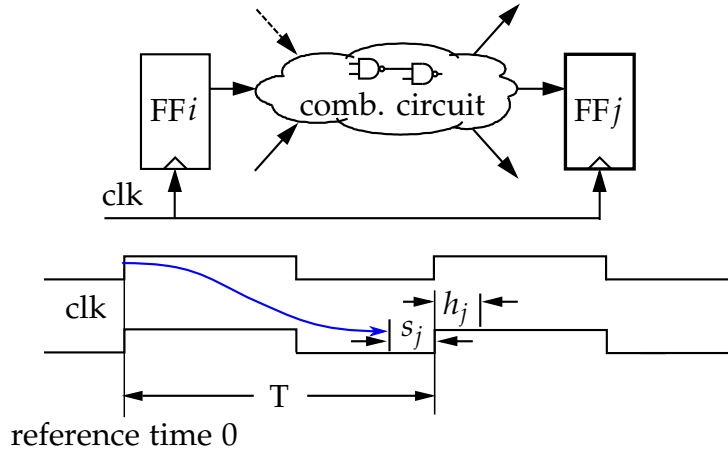 FFi
comb. circuit
FFj
clk
clk
h_j
s_j
T
reference time 0